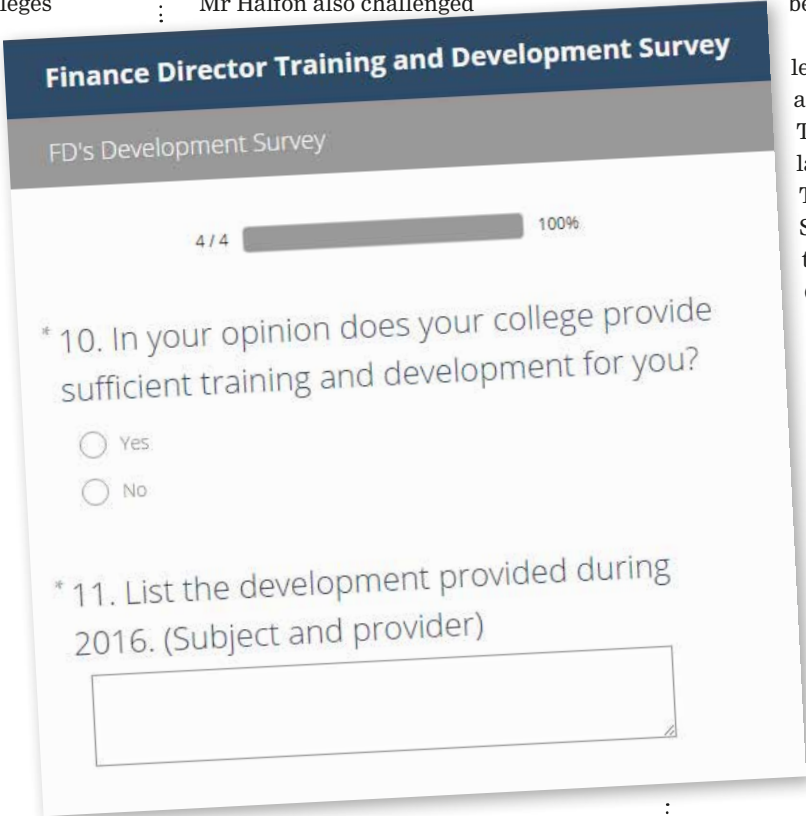 leges
Mr Halfon also challenged
Finance Director Training and Development Survey
FD's Development Survey
4 / 4
100%
* 10. In your opinion does your college provide
sufficient training and development for you?
Yes
No
* 11. List the development provided during
2016. (Subject and provider)